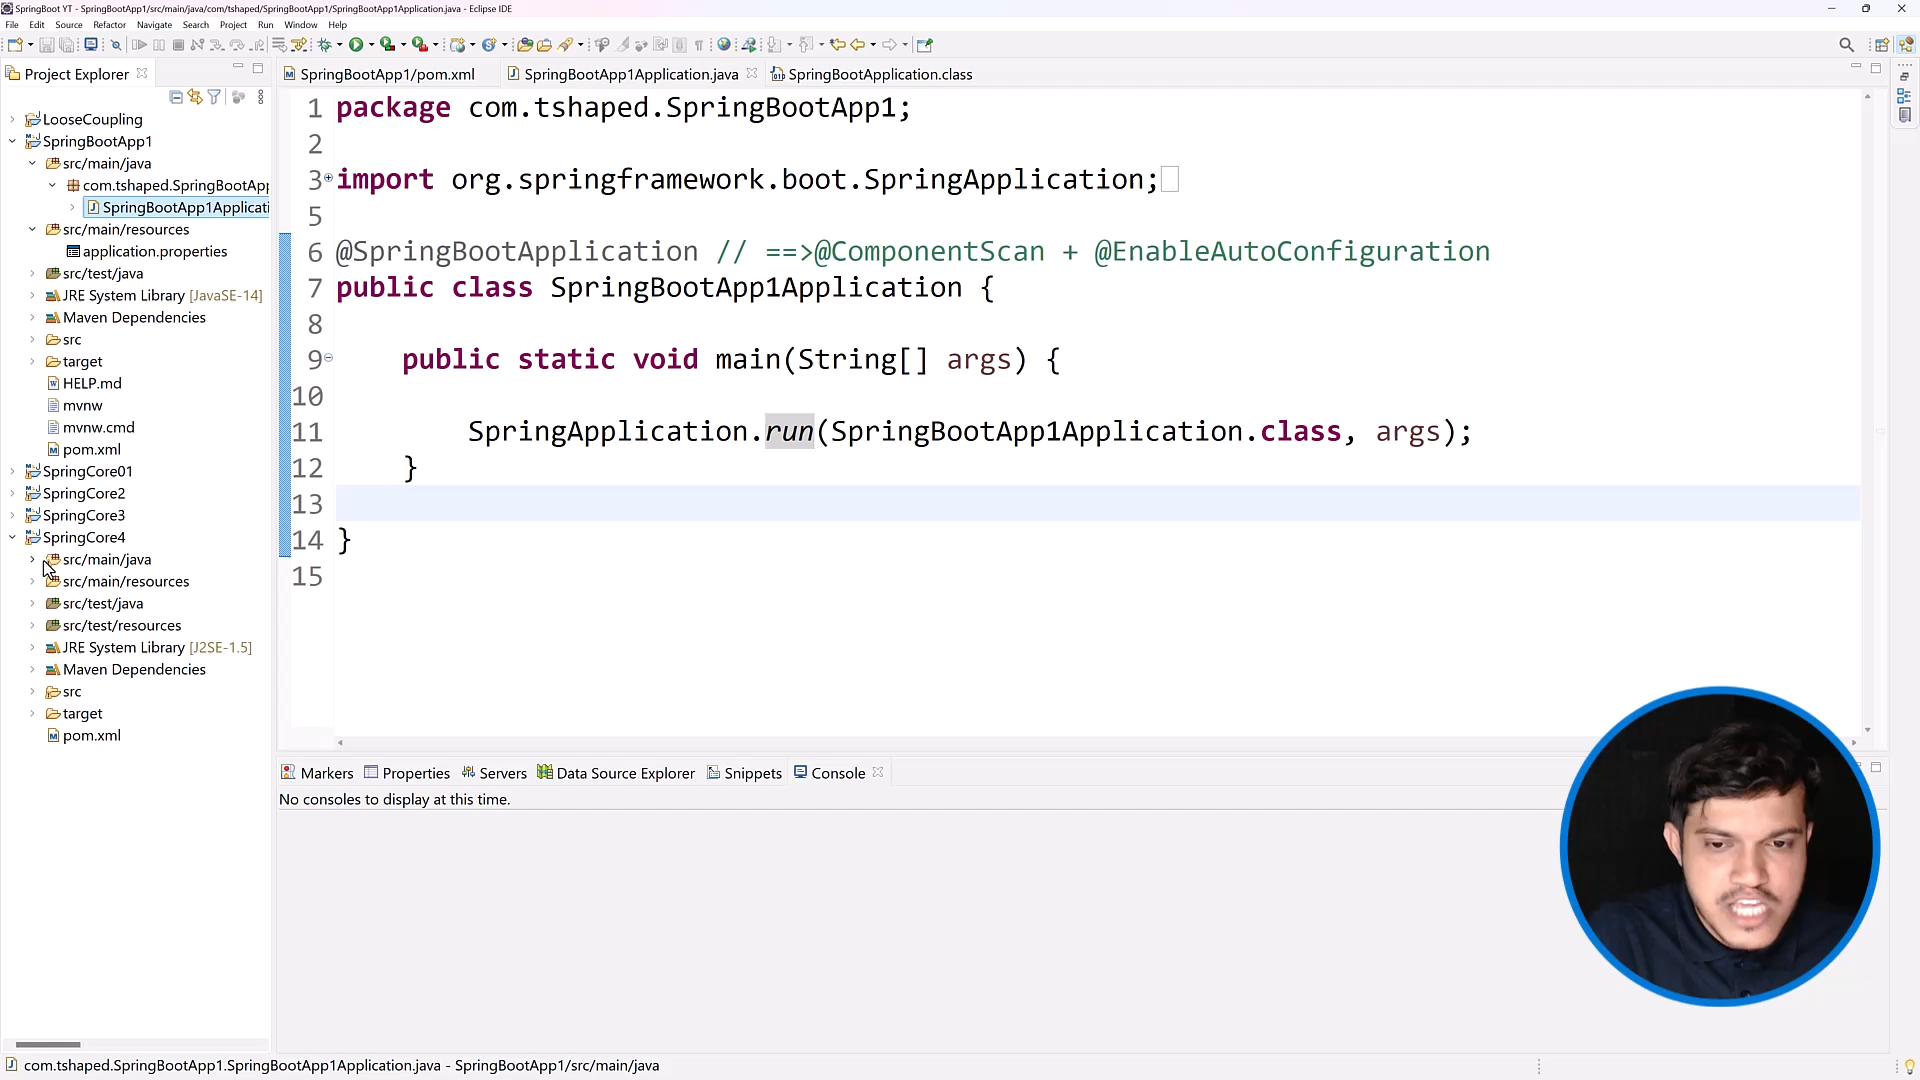 SpringBoot YT - SpringBootApp1/src/main/java/com/tshaped/SpringBootApp1/SpringBootApp1Application.java - Eclipse IDE
File Edit Source Refactor Navigate Search Project Run Window Help
Project Explorer
SpringBootApp1/pom.xml SpringBootApp1Application.java SpringBootApplication.class
LooseCoupling
SpringBootApp1
src/main/java
com.tshaped.SpringBootApp
SpringBootApp1Applicati
src/main/resources
application.properties
src/test/java
JRE System Library [JavaSE-14]
Maven Dependencies
src
target
HELP.md
mvnw
mvnw.cmd
pom.xml
SpringCore01
SpringCore2
SpringCore3
SpringCore4
src/main/java
src/main/resources
src/test/java
src/test/resources
JRE System Library [J2SE-1.5]
Maven Dependencies
src
target
pom.xml
1 package com.tshaped.SpringBootApp1;
2
3 import org.springframework.boot.SpringApplication;
5
6 @SpringBootApplication // ==>@ComponentScan + @EnableAutoConfiguration
7 public class SpringBootApp1Application {
8
9 public static void main(String[] args) {
10
11 SpringApplication.run(SpringBootApp1Application.class, args);
12 }
13
14 }
15
Markers Properties Servers Data Source Explorer Snippets Console
No consoles to display at this time.
com.tshaped.SpringBootApp1.SpringBootApp1Application.java - SpringBootApp1/src/main/java